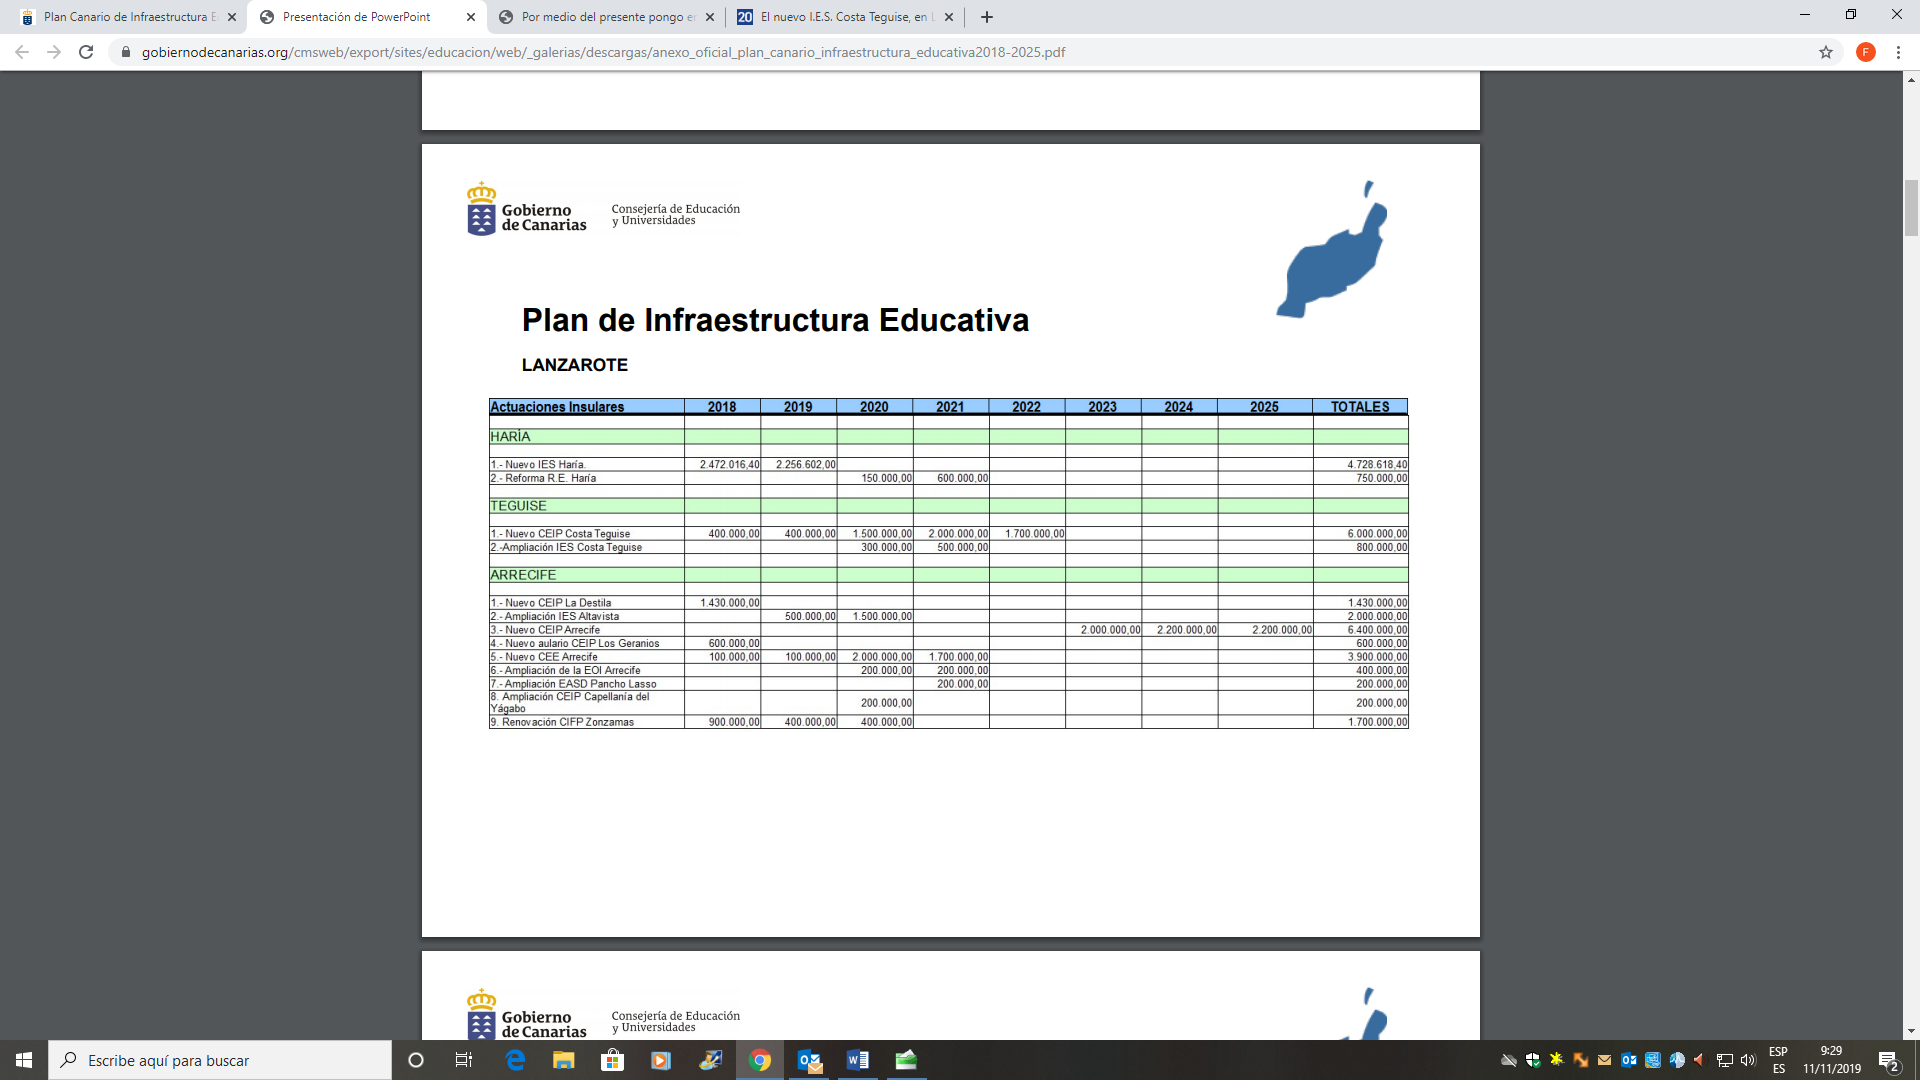 Plan Canario de Infraestructura E
Presentación de PowerPoint
Por medio del presente pongo en
20 El nuevo I.E.S. Costa Teguise, en L
gobiernodecanarias.org/cmsweb/export/sites/educacion/web/_galerias/descargas/anexo_oficial_plan_canario_infraestructura_educativa2018-2025.pdf
F
Gobierno
de Canarias
Consejería de Educación
y Universidades
Plan de Infraestructura Educativa
LANZAROTE
Actuaciones Insulares 2018 2019 2020 2021 2022 2023 2024 2025 TOTALES
HARÍA
1.- Nuevo IES Haría. 2.472.016,40 2.256.602,00 4.728.618,40
2.- Reforma R.E. Haría 150.000,00 600.000,00 750.000,00
TEGUISE
1.- Nuevo CEIP Costa Teguise 400.000,00 400.000,00 1.500.000,00 2.000.000,00 1.700.000,00 6.000.000,00
2.-Ampliación IES Costa Teguise 300.000,00 500.000,00 800.000,00
ARRECIFE
1.- Nuevo CEIP La Destila 1.430.000,00 1.430.000,00
2.- Ampliación IES Altavista 500.000,00 1.500.000,00 2.000.000,00
3.- Nuevo CEIP Arrecife 2.000.000,00 2.200.000,00 2.200.000,00 6.400.000,00
4.- Nuevo aulario CEIP Los Geranios 600.000,00 600.000,00
5.- Nuevo CEE Arrecife 100.000,00 100.000,00 2.000.000,00 1.700.000,00 3.900.000,00
6.- Ampliación de la EOI Arrecife 200.000,00 200.000,00 400.000,00
7.- Ampliación EASD Pancho Lasso 200.000,00 200.000,00
8. Ampliación CEIP Capellanía del
Yágabo 200.000,00 200.000,00
9. Renovación CIFP Zonzamas 900.000,00 400.000,00 400.000,00 1.700.000,00
Gobierno
de Canarias
Consejería de Educación
y Universidades
Escribe aquí para buscar
ESP
ES
9:29
11/11/2019
2